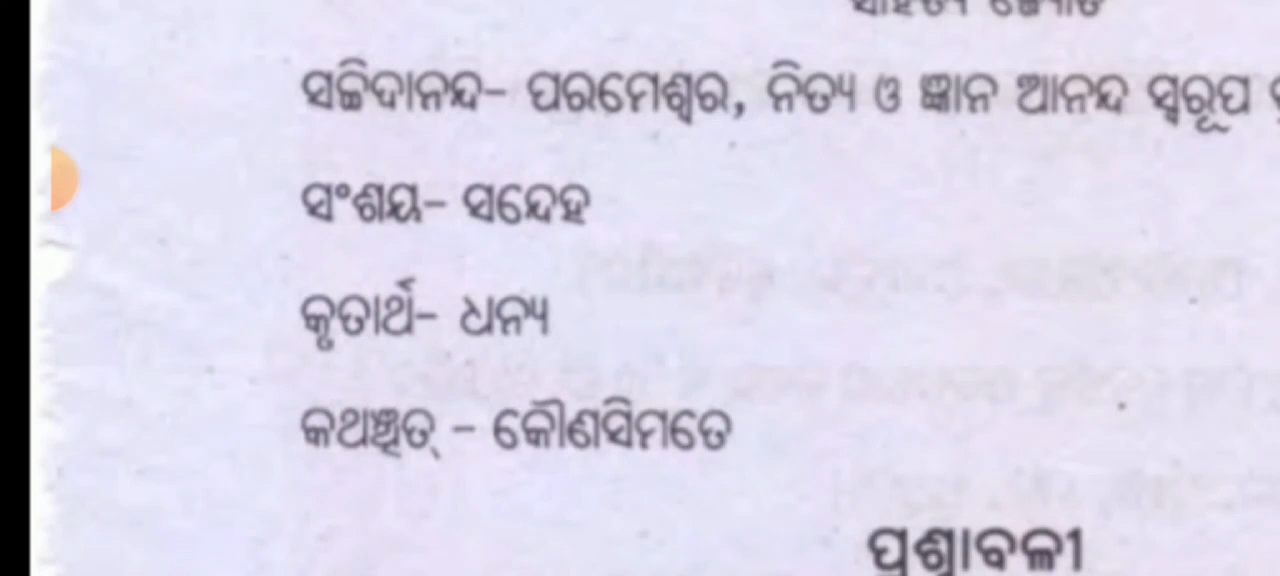 ସାହିତ୍ୟ ଜ୍ୟୋତି
ସଚ୍ଚିଦାନନ୍ଦ– ପରମେଶ୍ୱର, ନିତ୍ୟ ଓ ଜ୍ଞାନ ଆନନ୍ଦ ସ୍ୱରୂପ
ସଂଶୟ– ସନ୍ଦେହ
କୃତାର୍ଥ– ଧନ୍ୟ
କଥଞ୍ଚିତ୍ – କୌଣସିମତେ
ପ୍ରଶ୍ନାବଳୀ